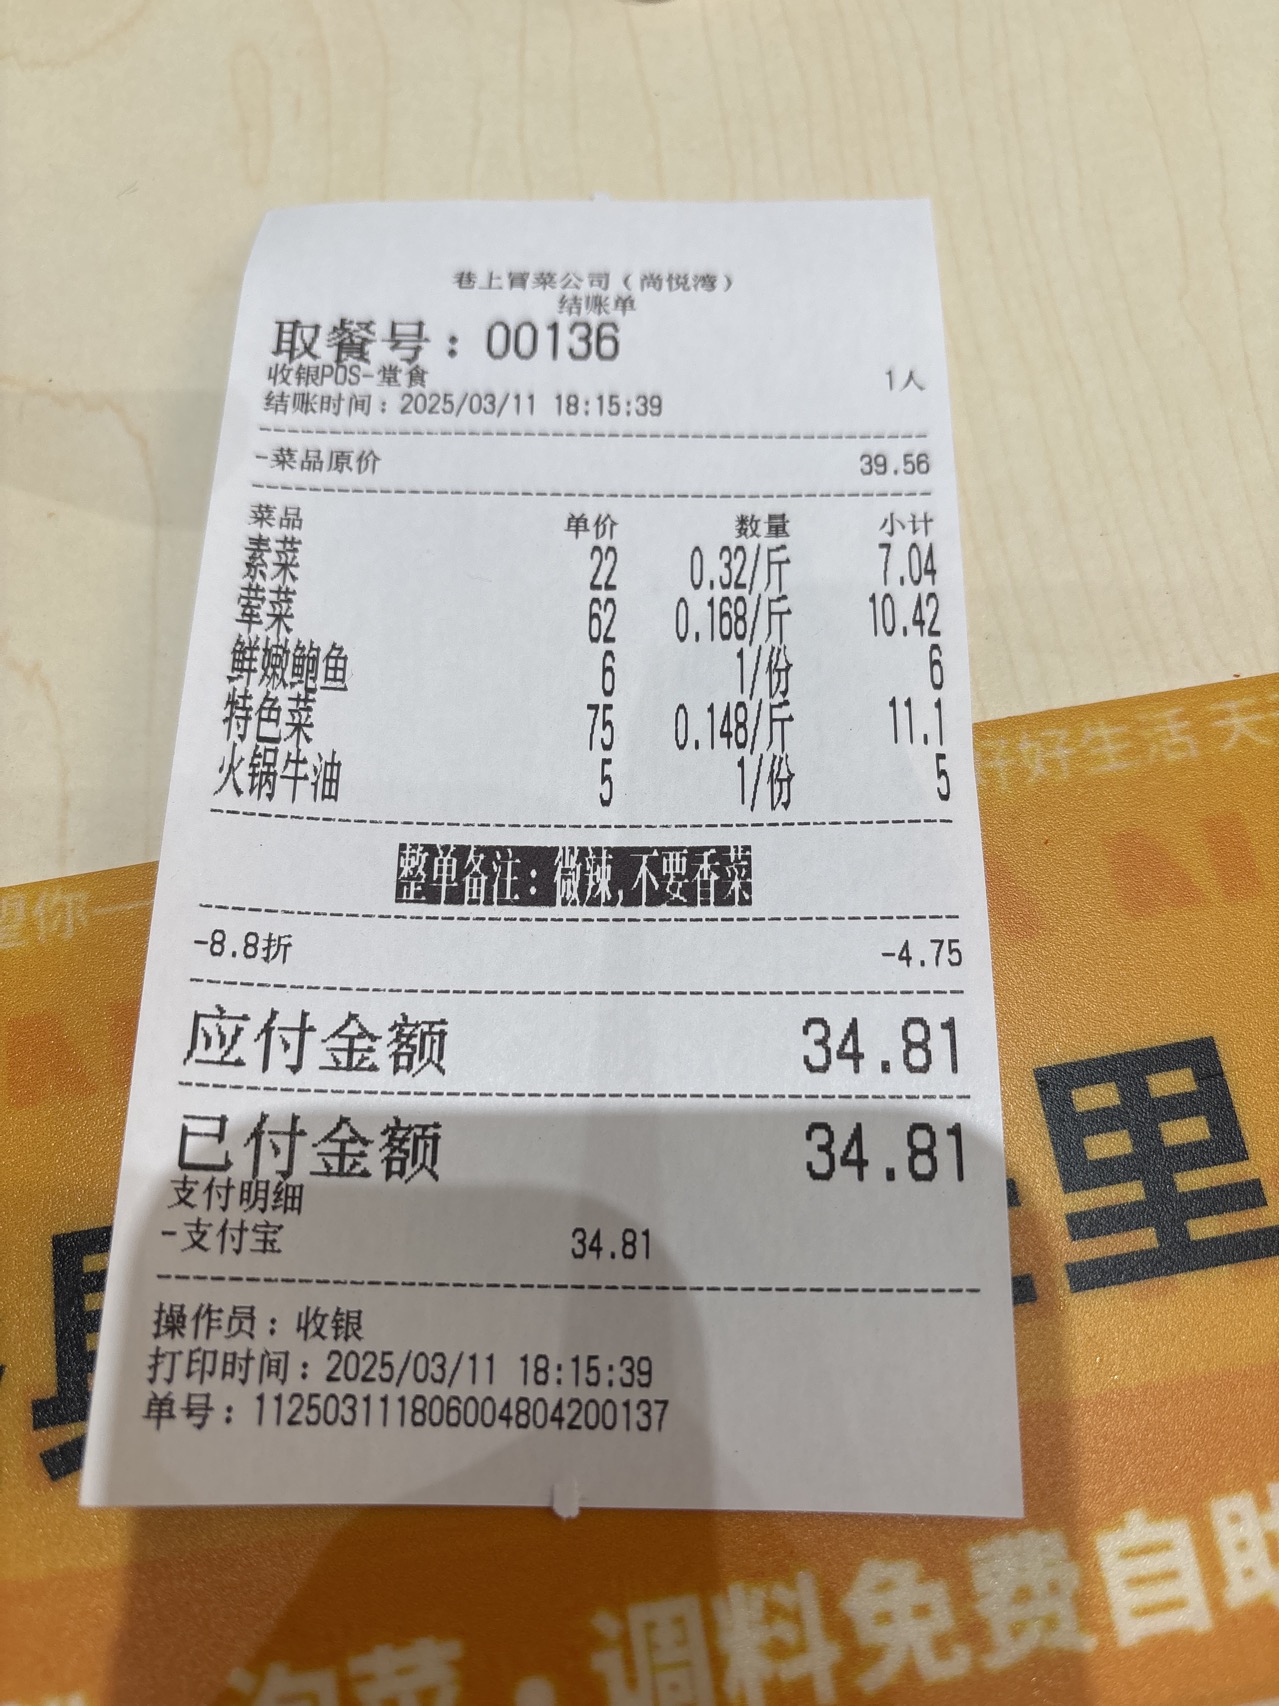 巷上冒菜公司（尚悦湾）
结账单
取餐号：00136
收银POS-堂食 1人
结账时间：2025/03/11 18:15:39
-菜品原价 39.56
菜品 单价 数量 小计
素菜 22 0.32/斤 7.04
荤菜 62 0.168/斤 10.42
鲜嫩鲍鱼 6 1/份 6
特色菜 75 0.148/斤 11.1
火锅牛油 5 1/份 5
整单备注：微辣,不要香菜
-8.8折 -4.75
应付金额 34.81
已付金额 34.81
支付明细
-支付宝 34.81
操作员：收银
打印时间：2025/03/11 18:15:39
单号：112503111806004804200137
好好生活 天
望你一
里
泡菜·调料免费自助